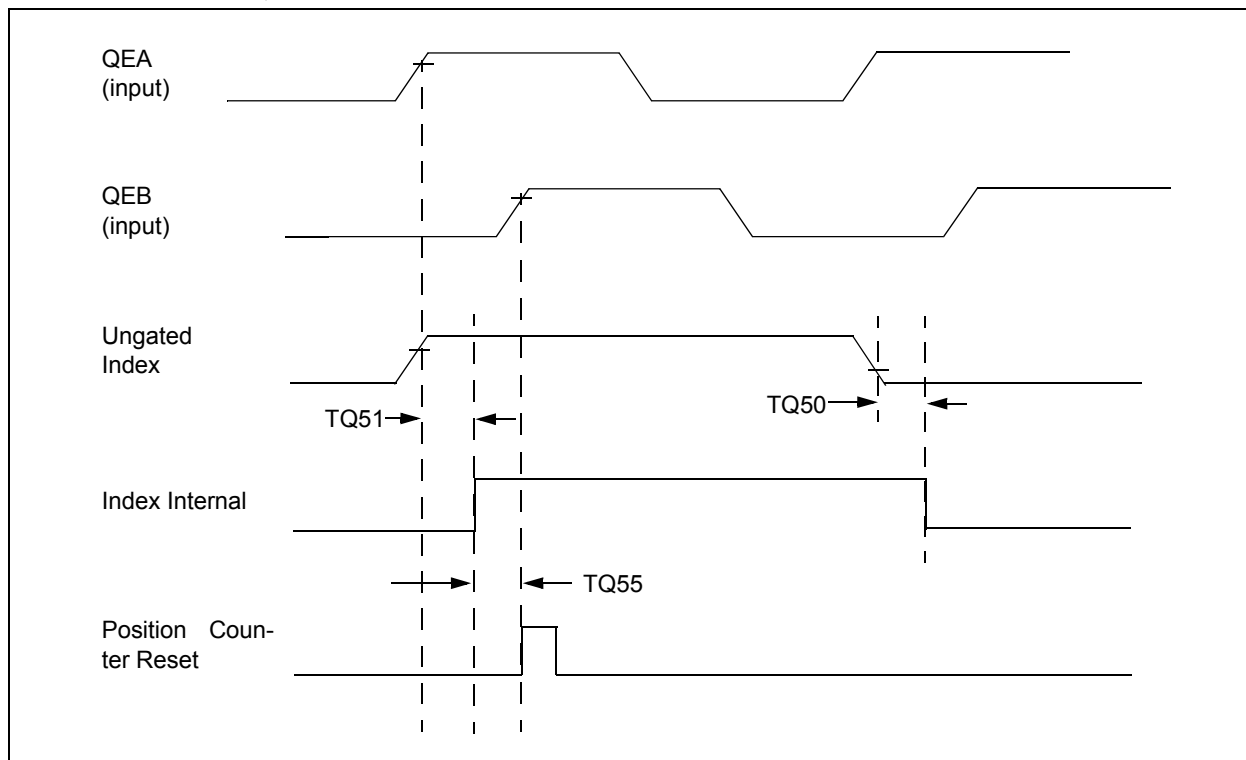 QEA
(input)
QEB
(input)
Ungated
Index
TQ51
TQ50
Index Internal
TQ55
Position Coun-
ter Reset